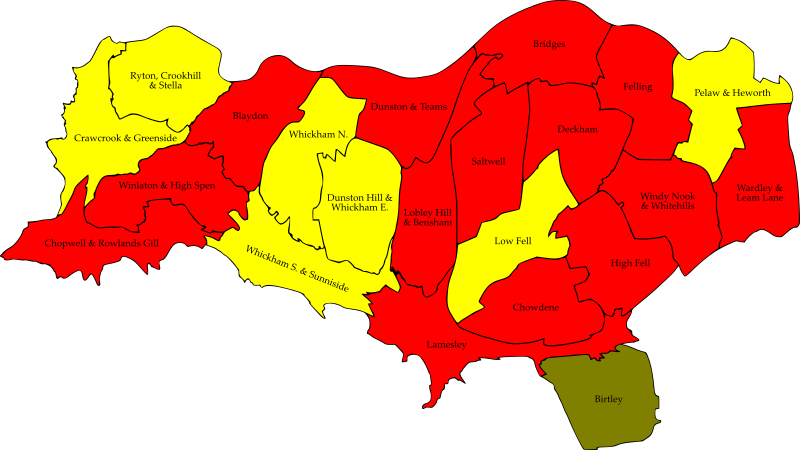 Bridges
Ryton, Crookhill
& Stella
Felling
Pelaw & Heworth
Dunston & Teams
Blaydon
Crawcrook & Greenside
Whickham N.
Deckham
Saltwell
Winlaton & High Spen
Dunston Hill &
Whickham E.
Lobley Hill
& Bensham
Windy Nook
& Whitehills
Wardley &
Leam Lane
Chopwell & Rowlands Gill
Low Fell
Whickham S. & Sunniside
High Fell
Chowdene
Lamesley
Birtley